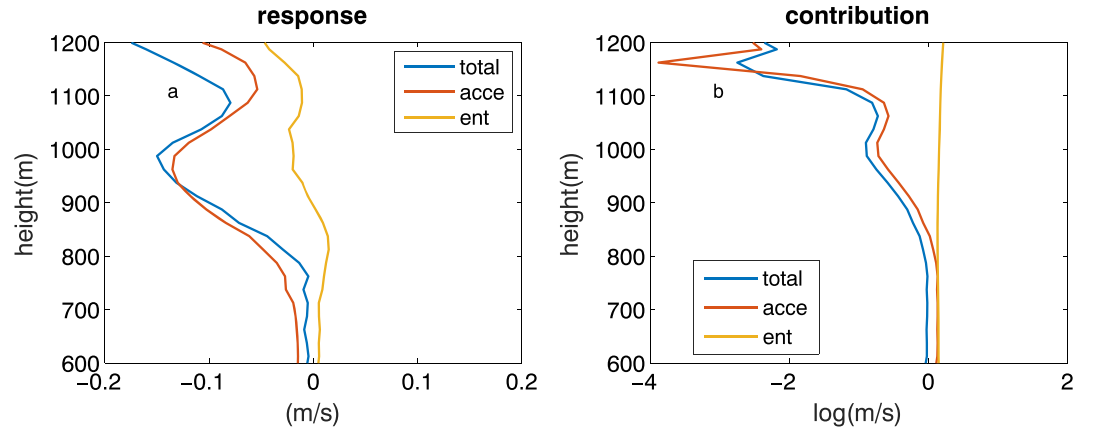 response
1200
1100
1000
900
800
700
600
height(m)
−0.2
−0.1
0
0.1
0.2
(m/s)
a
total
acce
ent
contribution
1200
1100
1000
900
800
700
600
height(m)
−4
−2
0
2
log(m/s)
b
total
acce
ent